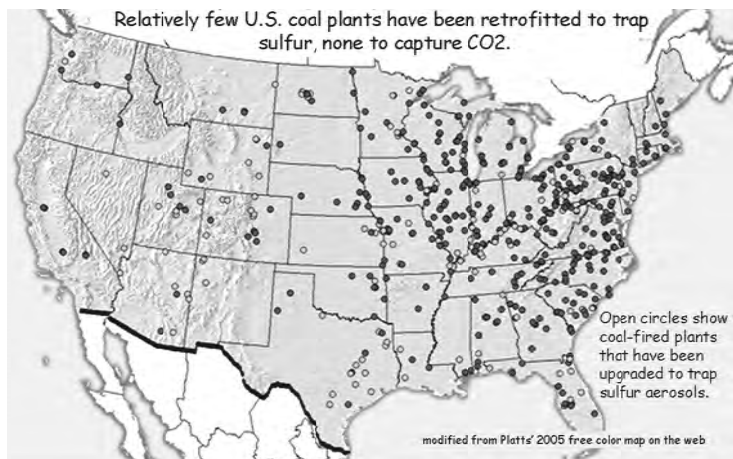 Relatively few U.S. coal plants have been retrofitted to trap
sulfur, none to capture CO2.
Open circles show
coal-fired plants
that have been
upgraded to trap
sulfur aerosols.
modified from Platts' 2005 free color map on the web